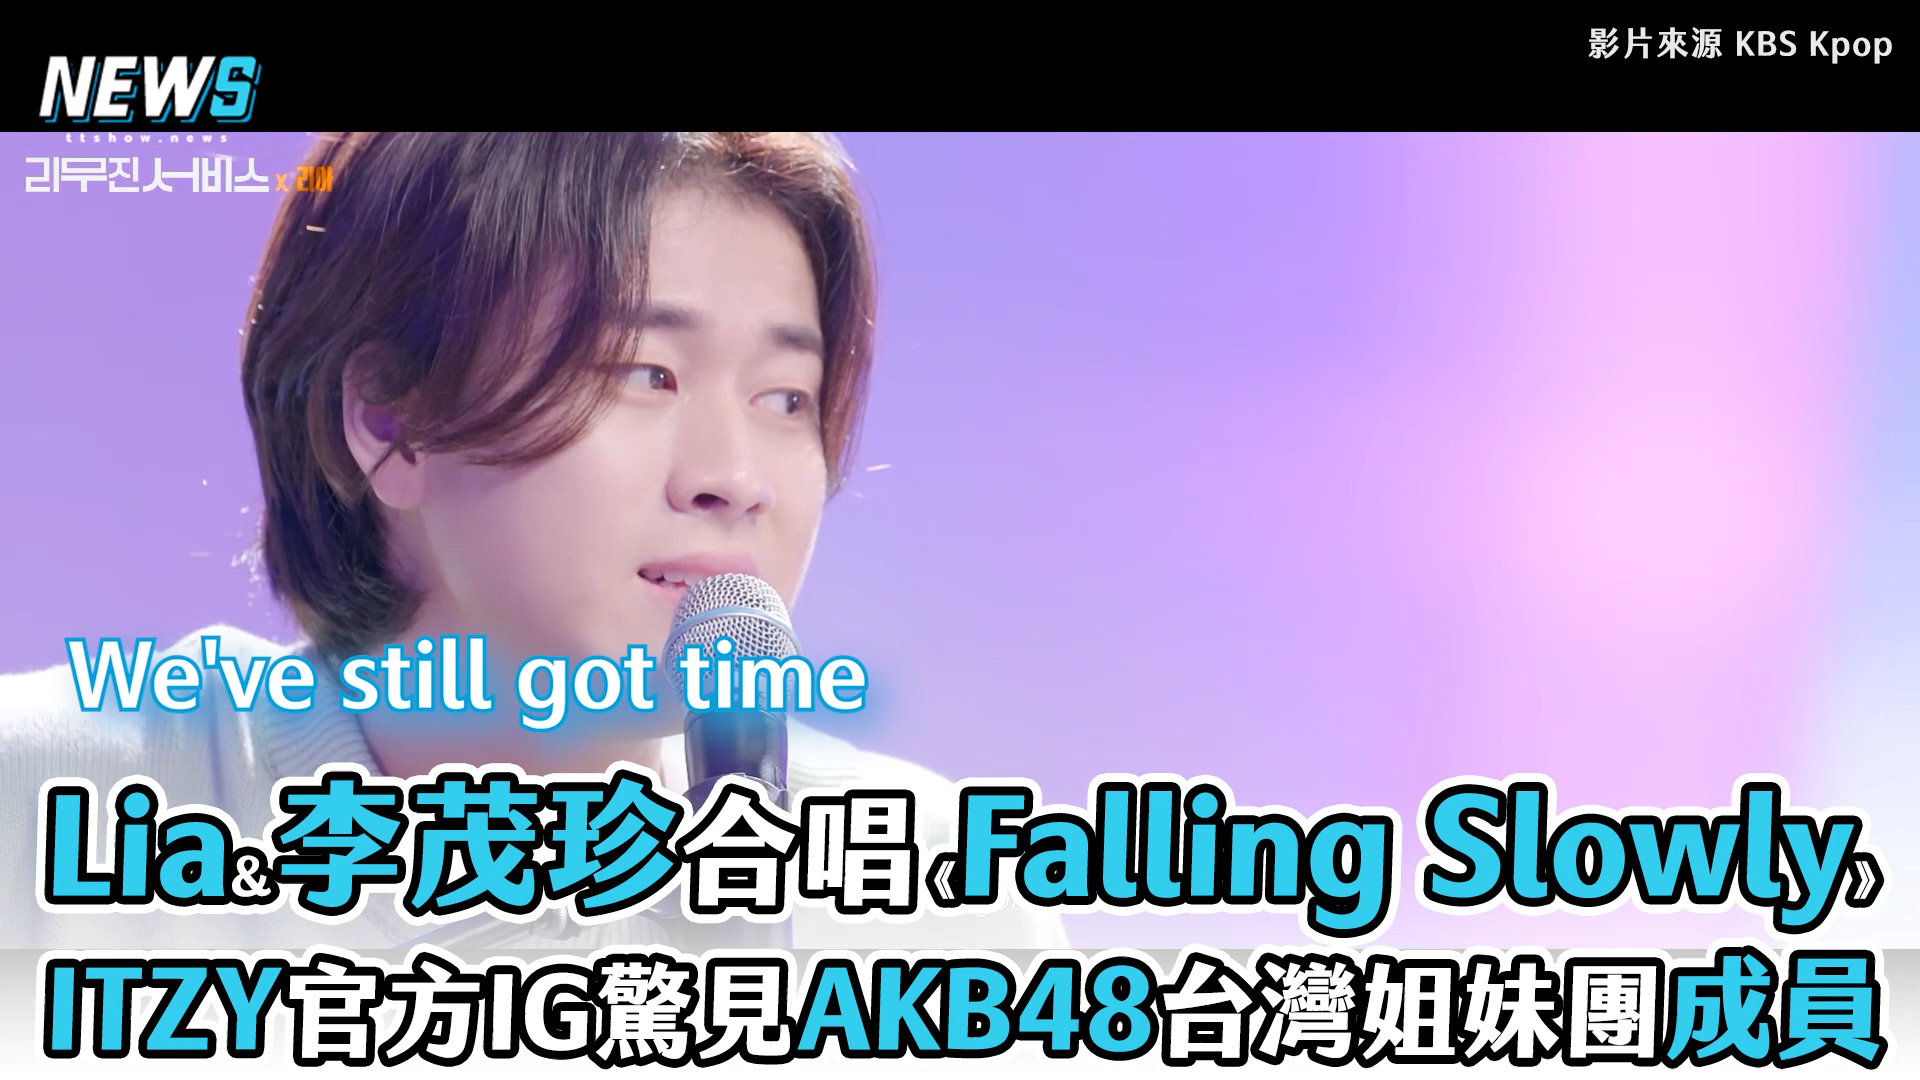 影片來源 KBS Kpop
NEWS
ttshow.news
리무진서비스 x 리아
We've still got time
Lia&李茂珍合唱《Falling Slowly》
ITZY官方IG驚見AKB48台灣姐妹團成員